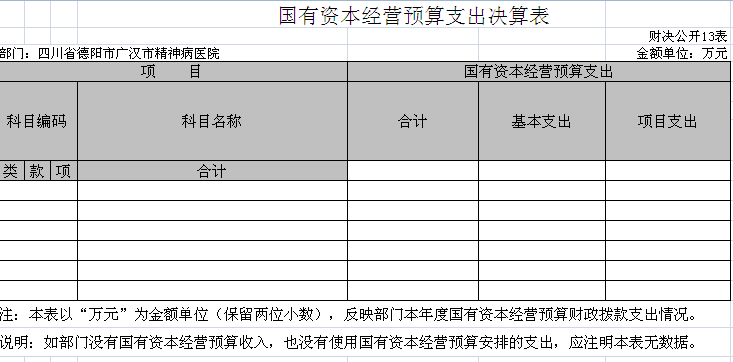 国有资本经营预算支出决算表
财决公开13表
部门：四川省德阳市广汉市精神病医院 金额单位：万元
项 目 国有资本经营预算支出
科目编码 科目名称 合计 基本支出 项目支出
类 款 项 合计
注：本表以“万元”为金额单位（保留两位小数），反映部门本年度国有资本经营预算财政拨款支出情况。
说明：如部门没有国有资本经营预算收入，也没有使用国有资本经营预算安排的支出，应注明本表无数据。